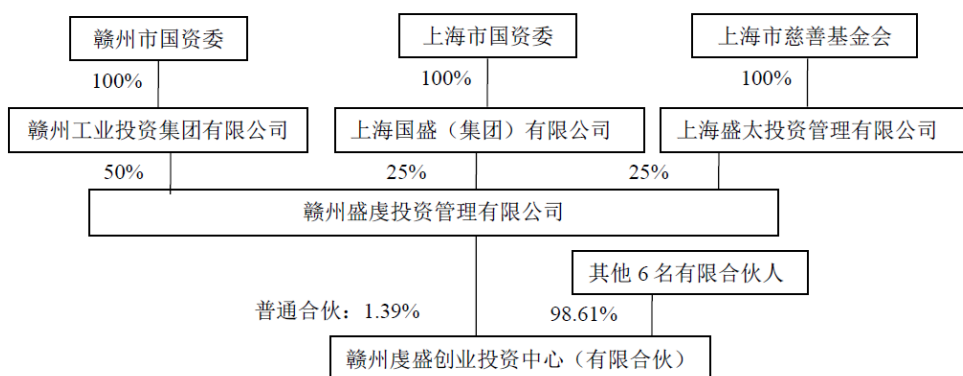 赣州市国资委
上海市国资委
上海市慈善基金会
100%
100%
100%
赣州工业投资集团有限公司
上海国盛（集团）有限公司
上海盛太投资管理有限公司
50%
25%
25%
赣州盛虔投资管理有限公司
其他 6 名有限合伙人
普通合伙：1.39%
98.61%
赣州虔盛创业投资中心（有限合伙）